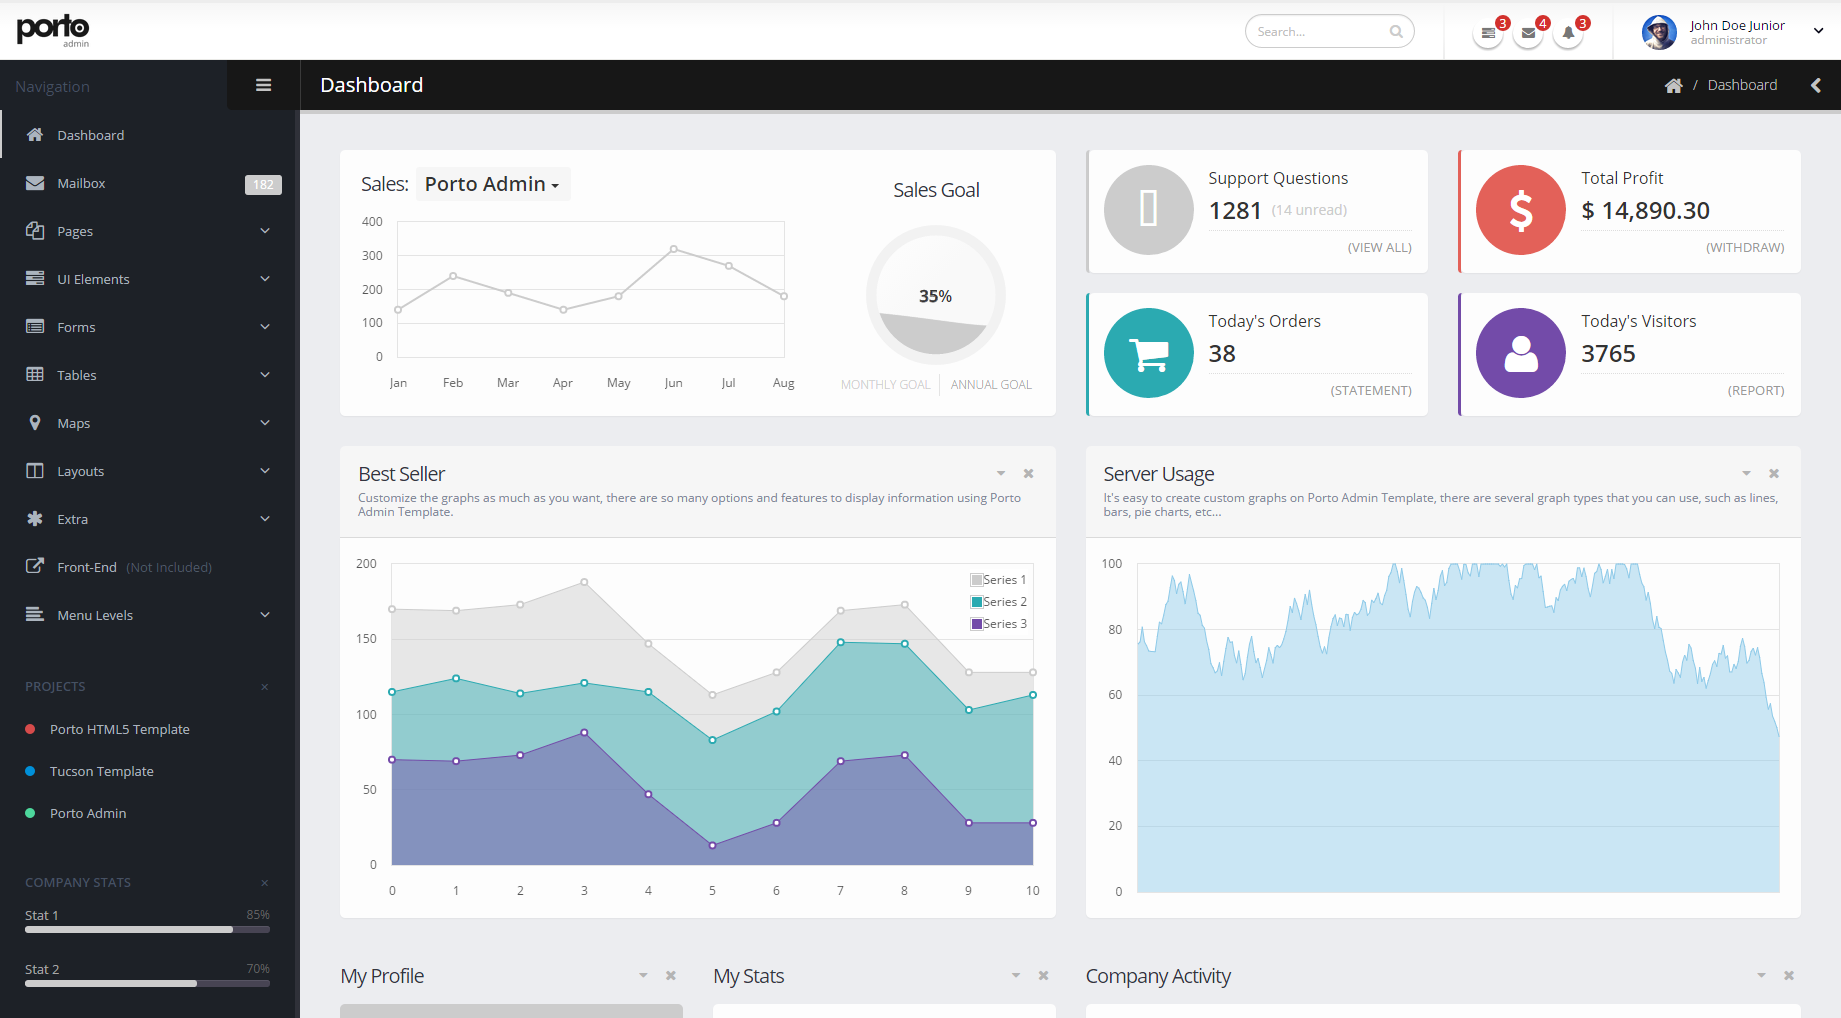 porto
admin
Search...
3
4
3
John Doe Junior
administrator
Navigation
Dashboard
/ Dashboard
Dashboard
Mailbox
182
Pages
UI Elements
Forms
Tables
Maps
Layouts
Extra
Front-End (Not Included)
Menu Levels
PROJECTS
×
Porto HTML5 Template
Tucson Template
Porto Admin
COMPANY STATS
×
Stat 1 85%
Stat 2 70%
Sales: Porto Admin
400
300
200
100
0
Jan Feb Mar Apr May Jun Jul Aug
Sales Goal
35%
MONTHLY GOAL ANNUAL GOAL
Support Questions
1281 (14 unread)
(VIEW ALL)
$
Total Profit
$ 14,890.30
(WITHDRAW)
Today's Orders
38
(STATEMENT)
Today's Visitors
3765
(REPORT)
Best Seller
Customize the graphs as much as you want, there are so many options and features to display information using Porto
Admin Template.
200
150
100
50
0
Series 1
Series 2
Series 3
0 1 2 3 4 5 6 7 8 9 10
Server Usage
It's easy to create custom graphs on Porto Admin Template, there are several graph types that you can use, such as lines,
bars, pie charts, etc...
100
80
60
40
20
0
My Profile
My Stats
Company Activity